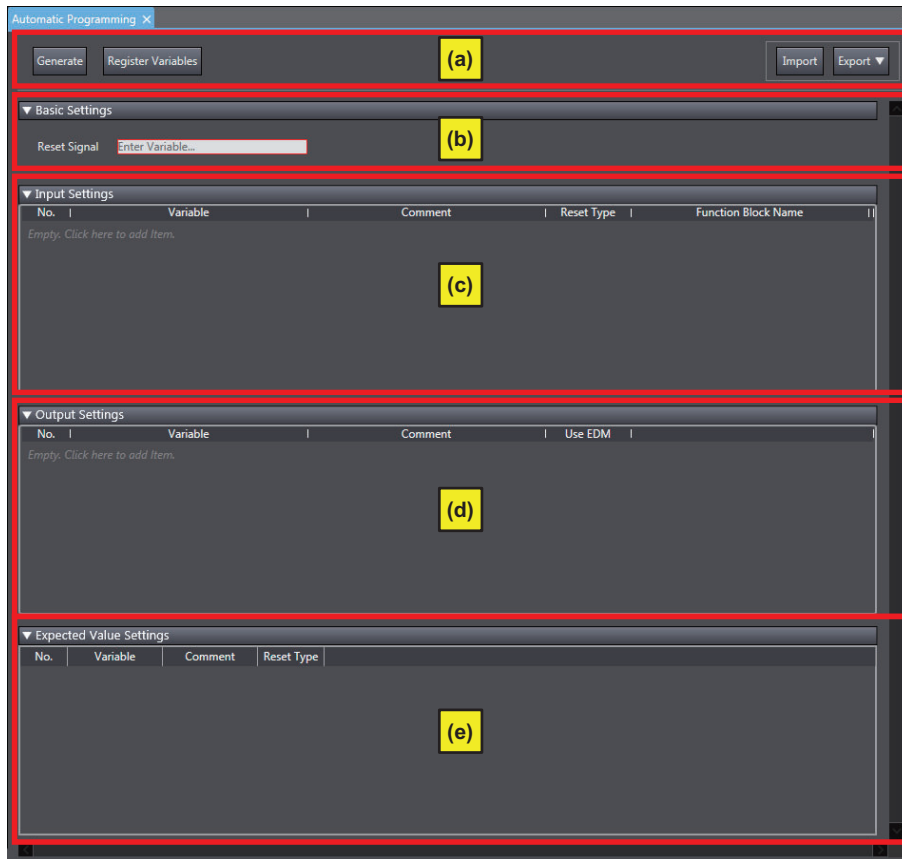 Automatic Programming ×
Generate Register Variables (a) Import Export ▼
▼ Basic Settings
Reset Signal Enter Variable... (b)
▼ Input Settings
No. Variable Comment Reset Type Function Block Name
Empty. Click here to add Item.
(c)
▼ Output Settings
No. Variable Comment Use EDM
Empty. Click here to add Item.
(d)
▼ Expected Value Settings
No. Variable Comment Reset Type
(e)